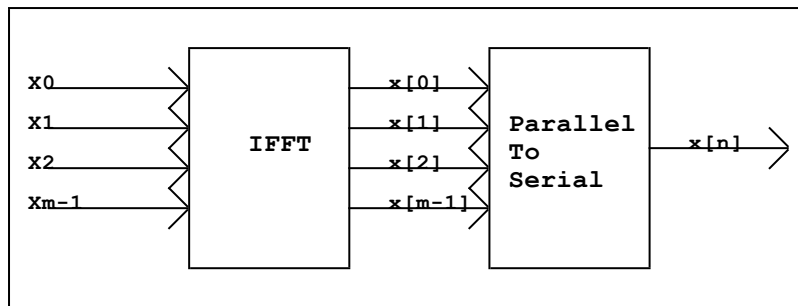 X0
X1
X2
Xm-1
IFFT
x[0]
x[1]
x[2]
x[m-1]
Parallel
To
Serial
x[n]